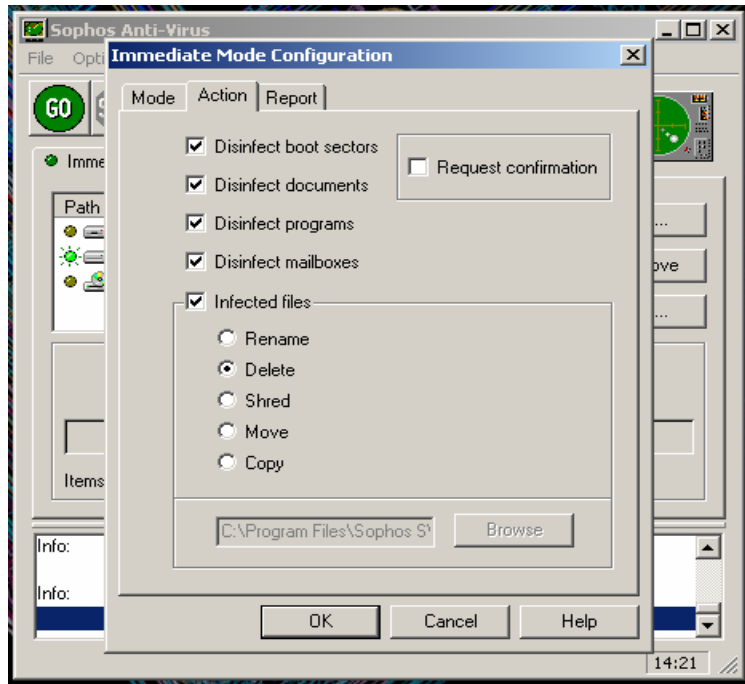 Sophos Anti-Virus
File Opti
Immediate Mode Configuration
GO
Mode Action Report
Imme
Disinfect boot sectors
Request confirmation
Disinfect documents
Path
...
Disinfect programs
Disinfect mailboxes
ove
Infected files
...
Rename
Delete
Shred
Move
Copy
Items
C:\Program Files\Sophos S
Browse
Info:
Info:
OK Cancel Help
14:21